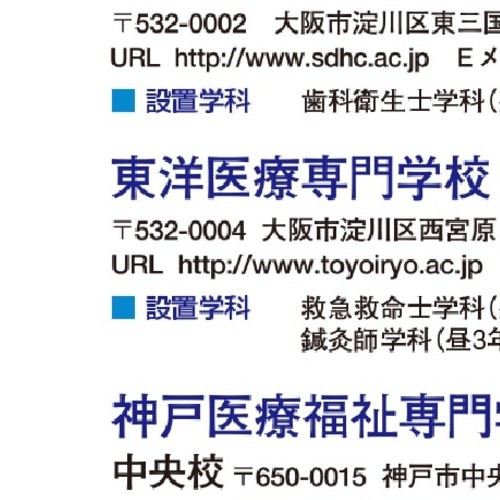 〒532-0002 大阪市淀川区東三国
URL http://www.sdhc.ac.jp Eメ
■ 設置学科 歯科衛生士学科(
東洋医療専門学校
〒532-0004 大阪市淀川区西宮原
URL http://www.toyoiryo.ac.jp
■ 設置学科 救急救命士学科(
鍼灸師学科(昼3年
神戸医療福祉専門学
中央校 〒650-0015 神戸市中央